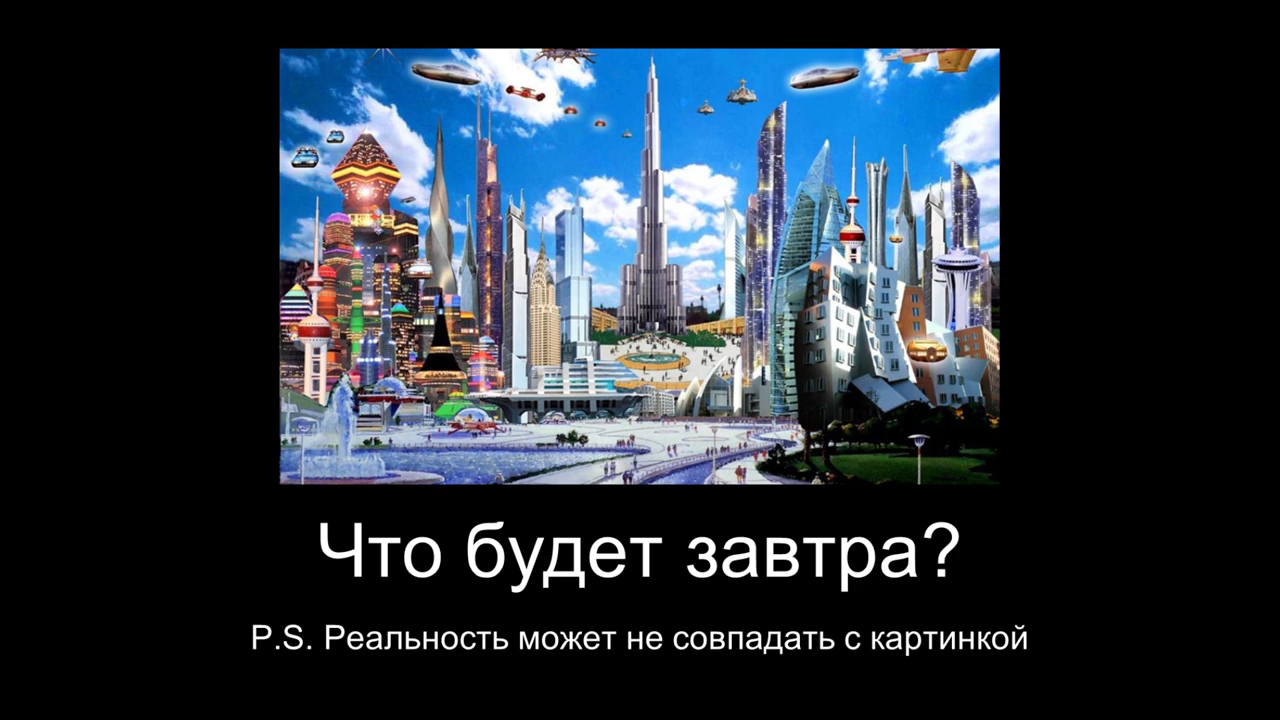 Что будет завтра?
P.S. Реальность может не совпадать с картинкой